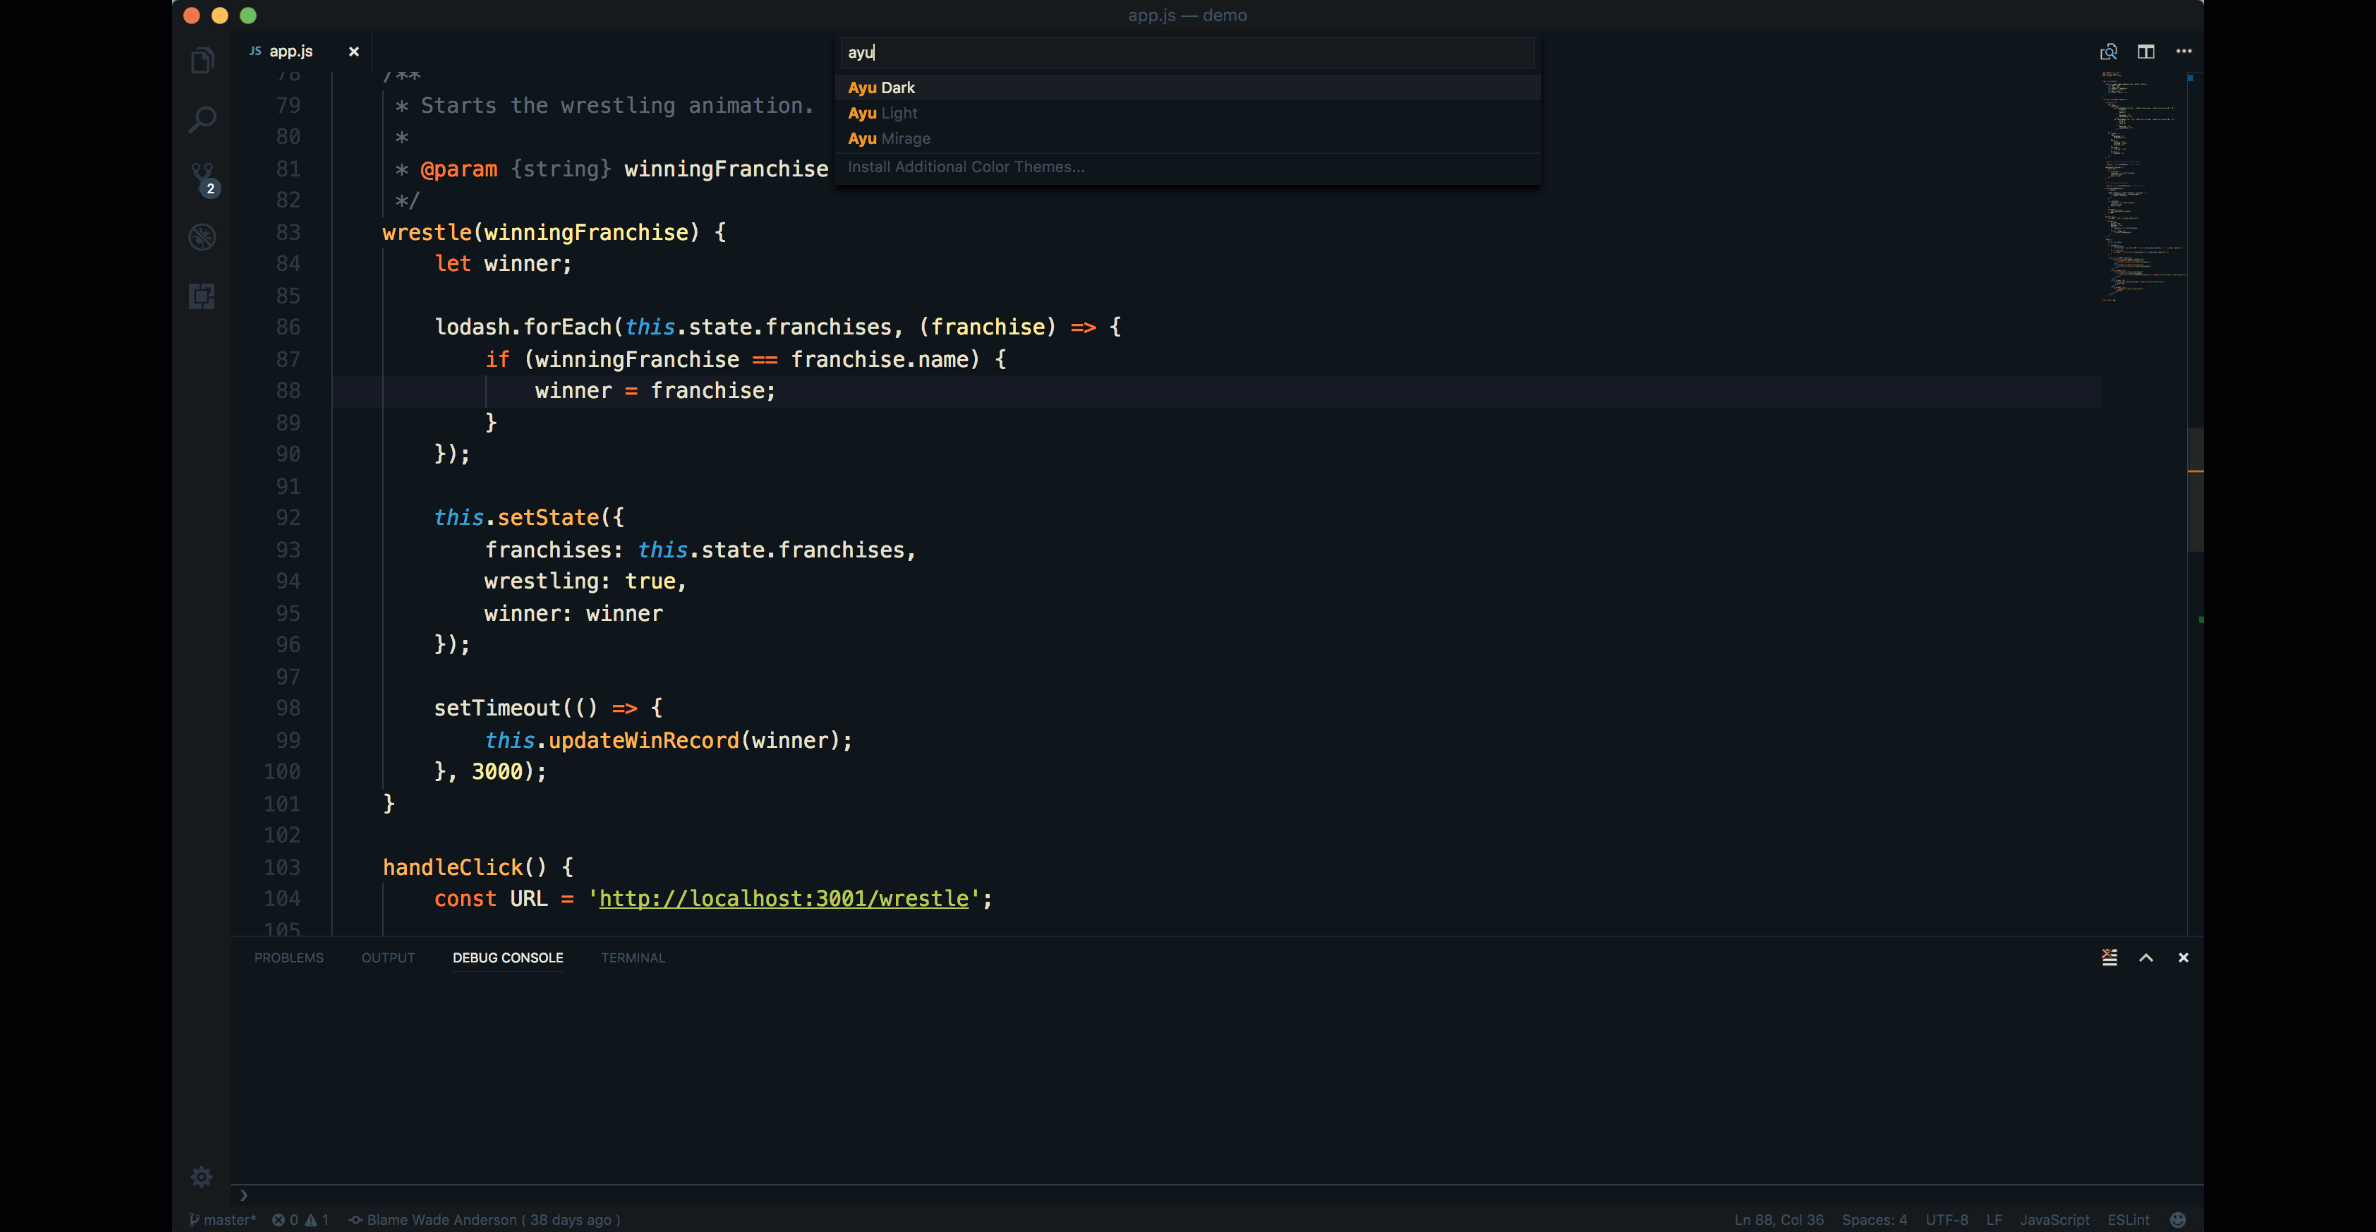 app.js — demo
JS app.js
ayu
Ayu Dark
Ayu Light
Ayu Mirage
Install Additional Color Themes...
78 /**
79 * Starts the wrestling animation.
80 *
81 * @param {string} winningFranchise
82 */
83 wrestle(winningFranchise) {
84 let winner;
85
86 lodash.forEach(this.state.franchises, (franchise) => {
87 if (winningFranchise == franchise.name) {
88 winner = franchise;
89 }
90 });
91
92 this.setState({
93 franchises: this.state.franchises,
94 wrestling: true,
95 winner: winner
96 });
97
98 setTimeout(() => {
99 this.updateWinRecord(winner);
100 }, 3000);
101 }
102
103 handleClick() {
104 const URL = 'http://localhost:3001/wrestle';
105
2
PROBLEMS OUTPUT DEBUG CONSOLE TERMINAL
master* 0 1 Blame Wade Anderson ( 38 days ago ) Ln 88, Col 36 Spaces: 4 UTF-8 LF JavaScript ESLint